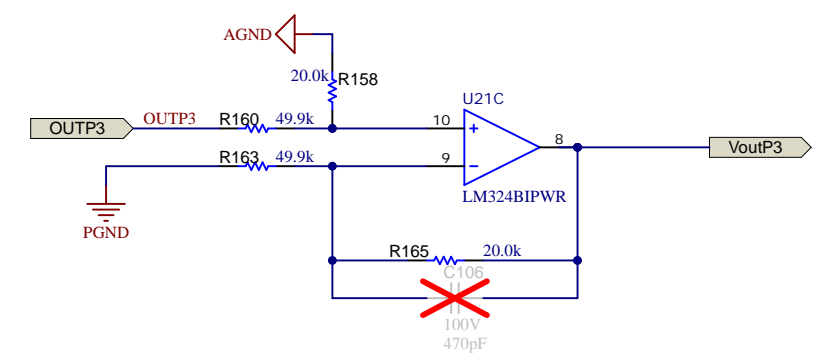 AGND
20.0k
R158
U21C
OUTP3
OUTP3
R160
49.9k
10
8
VoutP3
R163
49.9k
9
LM324BIPWR
PGND
R165
20.0k
C106
100V
470pF